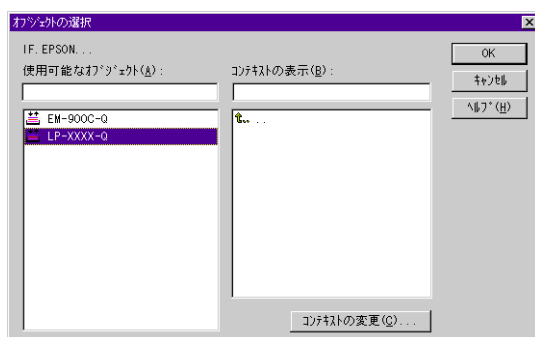 ｵﾌﾞｼﾞｪｸﾄの選択
IF.EPSON...
使用可能なｵﾌﾞｼﾞｪｸﾄ(A):
ｺﾝﾃｷｽﾄの表示(B):
OK
ｷｬﾝｾﾙ
ﾍﾙﾌﾟ(H)
EM-900C-Q
LP-XXXX-Q
..
ｺﾝﾃｷｽﾄの変更(C)...